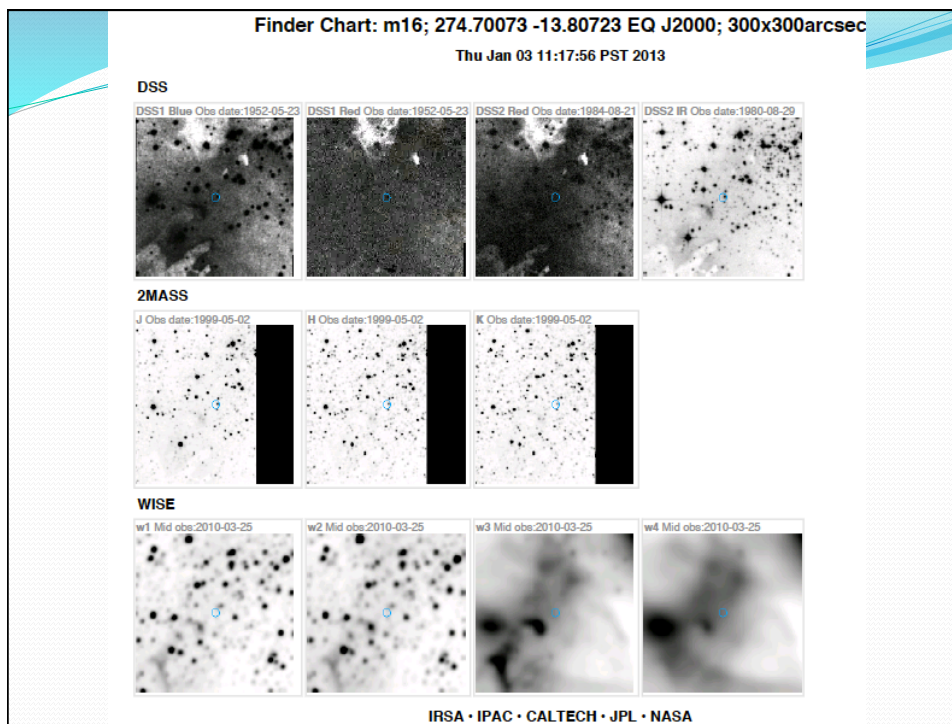 Finder Chart: m16; 274.70073 -13.80723 EQ J2000; 300x300arcsec
Thu Jan 03 11:17:56 PST 2013
DSS
DSS1 Blue Obs date:1952-05-23
DSS1 Red Obs date:1952-05-23
DSS2 Red Obs date:1984-08-21
DSS2 IR Obs date:1980-08-29
2MASS
J Obs date:1999-05-02
H Obs date:1999-05-02
K Obs date:1999-05-02
WISE
w1 Mid obs:2010-03-25
w2 Mid obs:2010-03-25
w3 Mid obs:2010-03-25
w4 Mid obs:2010-03-25
IRSA • IPAC • CALTECH • JPL • NASA